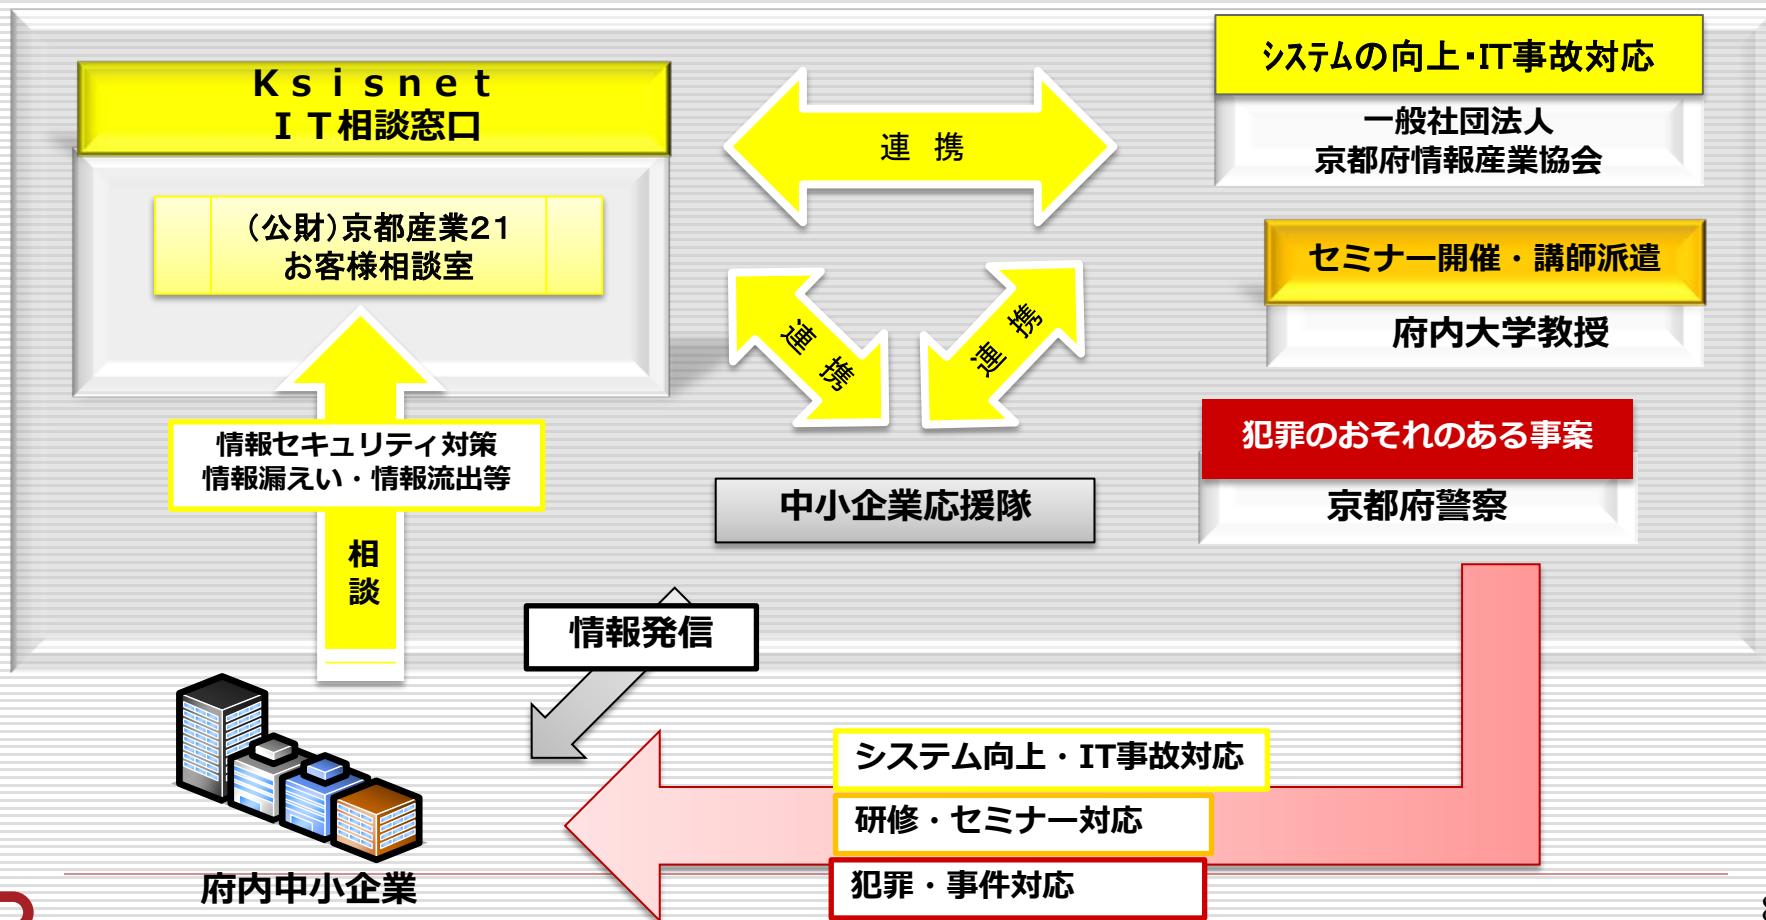 Ｋｓｉｓｎｅｔ
ＩＴ相談窓口
（公財）京都産業２１
お客様相談室
連 携
システムの向上・IT事故対応
一般社団法人
京都府情報産業協会
セミナー開催・講師派遣
府内大学教授
連 携
連 携
犯罪のおそれのある事案
京都府警察
情報セキュリティ対策
情報漏えい・情報流出等
相
談
中小企業応援隊
情報発信
システム向上・IT事故対応
研修・セミナー対応
犯罪・事件対応
府内中小企業